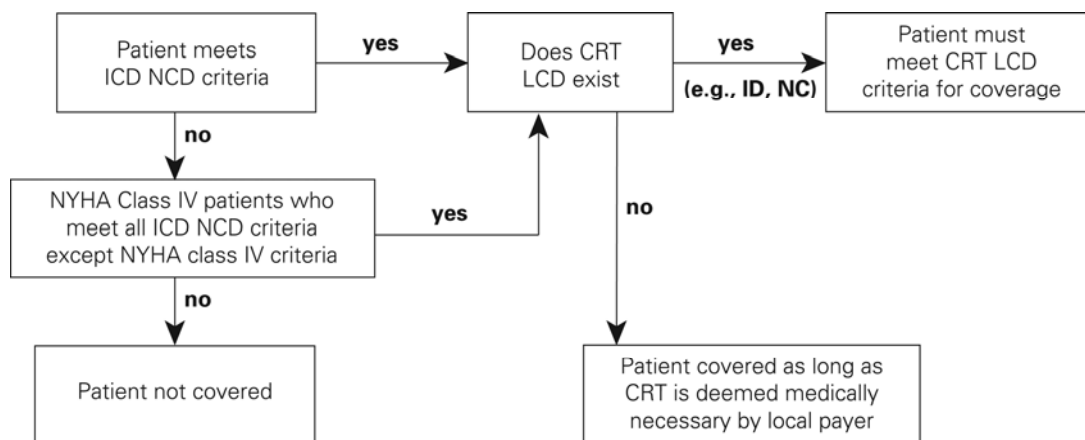 Patient meets
ICD NCD criteria
yes
Does CRT
LCD exist
yes
(e.g., ID, NC)
Patient must
meet CRT LCD
criteria for coverage
no
NYHA Class IV patients who
meet all ICD NCD criteria
except NYHA class IV criteria
yes
no
no
Patient not covered
Patient covered as long as
CRT is deemed medically
necessary by local payer